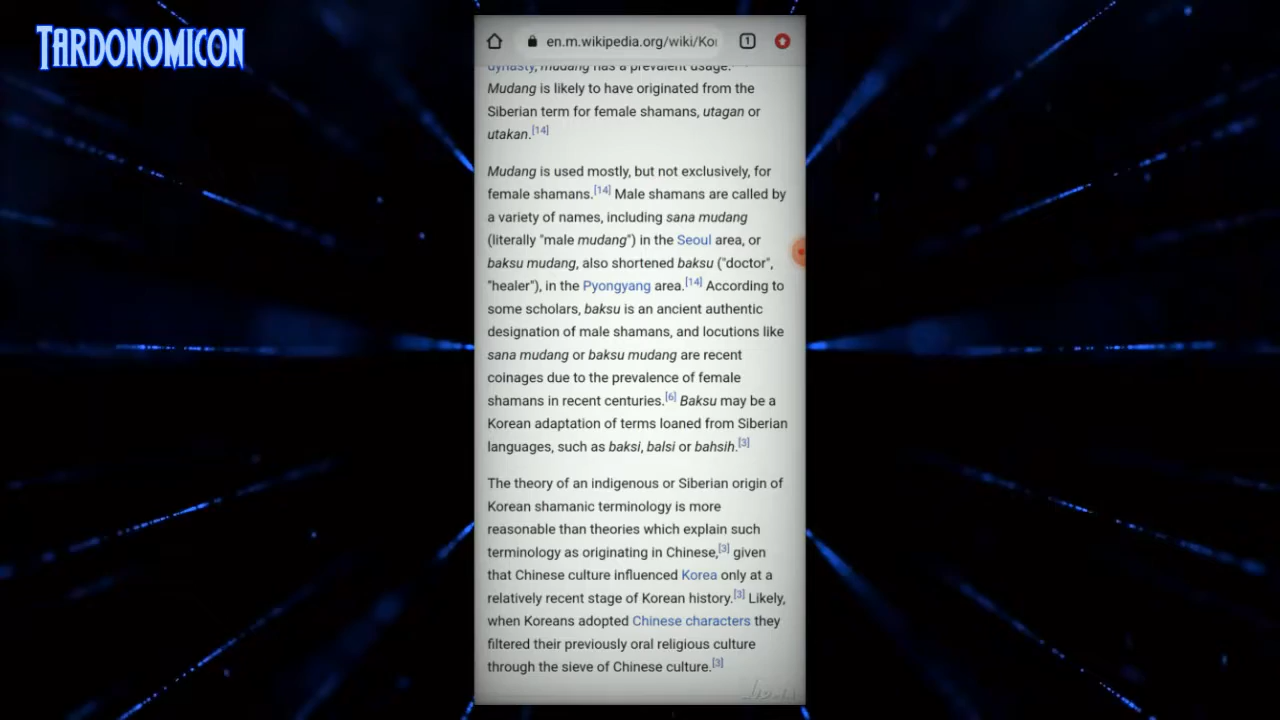 TARDONOMICON
en.m.wikipedia.org/wiki/Ko
1
dynasty, mudang has a prevalent usage.
Mudang is likely to have originated from the
Siberian term for female shamans, utagan or
utakan.[14]
Mudang is used mostly, but not exclusively, for
female shamans.[14] Male shamans are called by
a variety of names, including sana mudang
(literally "male mudang") in the Seoul area, or
baksu mudang, also shortened baksu ("doctor",
"healer"), in the Pyongyang area.[14] According to
some scholars, baksu is an ancient authentic
designation of male shamans, and locutions like
sana mudang or baksu mudang are recent
coinages due to the prevalence of female
shamans in recent centuries.[6] Baksu may be a
Korean adaptation of terms loaned from Siberian
languages, such as baksi, balsi or bahsih.[3]
The theory of an indigenous or Siberian origin of
Korean shamanic terminology is more
reasonable than theories which explain such
terminology as originating in Chinese,[3] given
that Chinese culture influenced Korea only at a
relatively recent stage of Korean history.[3] Likely,
when Koreans adopted Chinese characters they
filtered their previously oral religious culture
through the sieve of Chinese culture.[3]